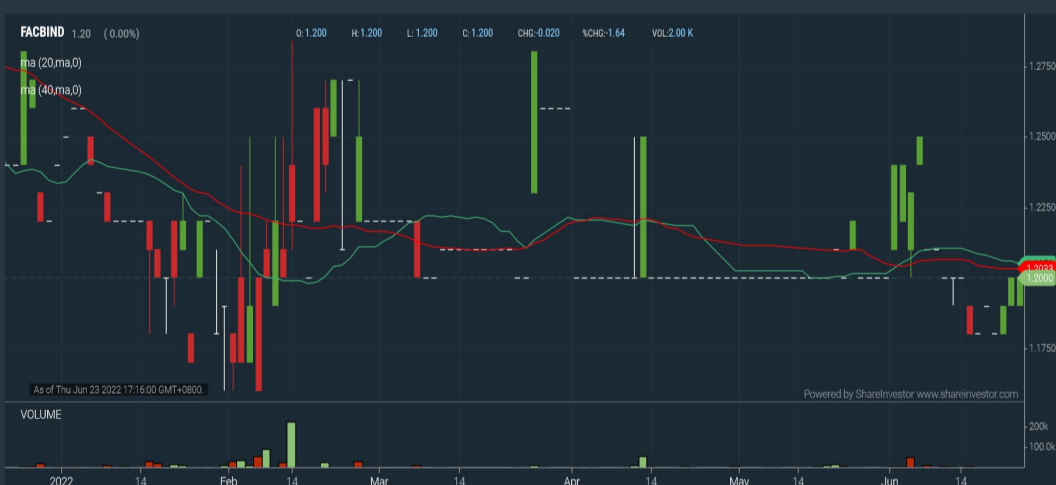 FACBIND 1.20 ( 0.00%) O:1.200 H:1.200 L: 1.200 C:1.200 CHG:-0.020 %CHG:-1.64 VOL:2.00 K
ma (20,ma,0)
ma (40,ma,0)
1.2750
1.2500
1.2250
1.2000
1.1750
As of Thu Jun 23 2022 17:16:00 GMT+0800.
Powered by ShareInvestor www.shareinvestor.com
VOLUME
200k
100.0k
2022 14 Feb 14 Mar 14 Apr 14 May 14 Jun 14